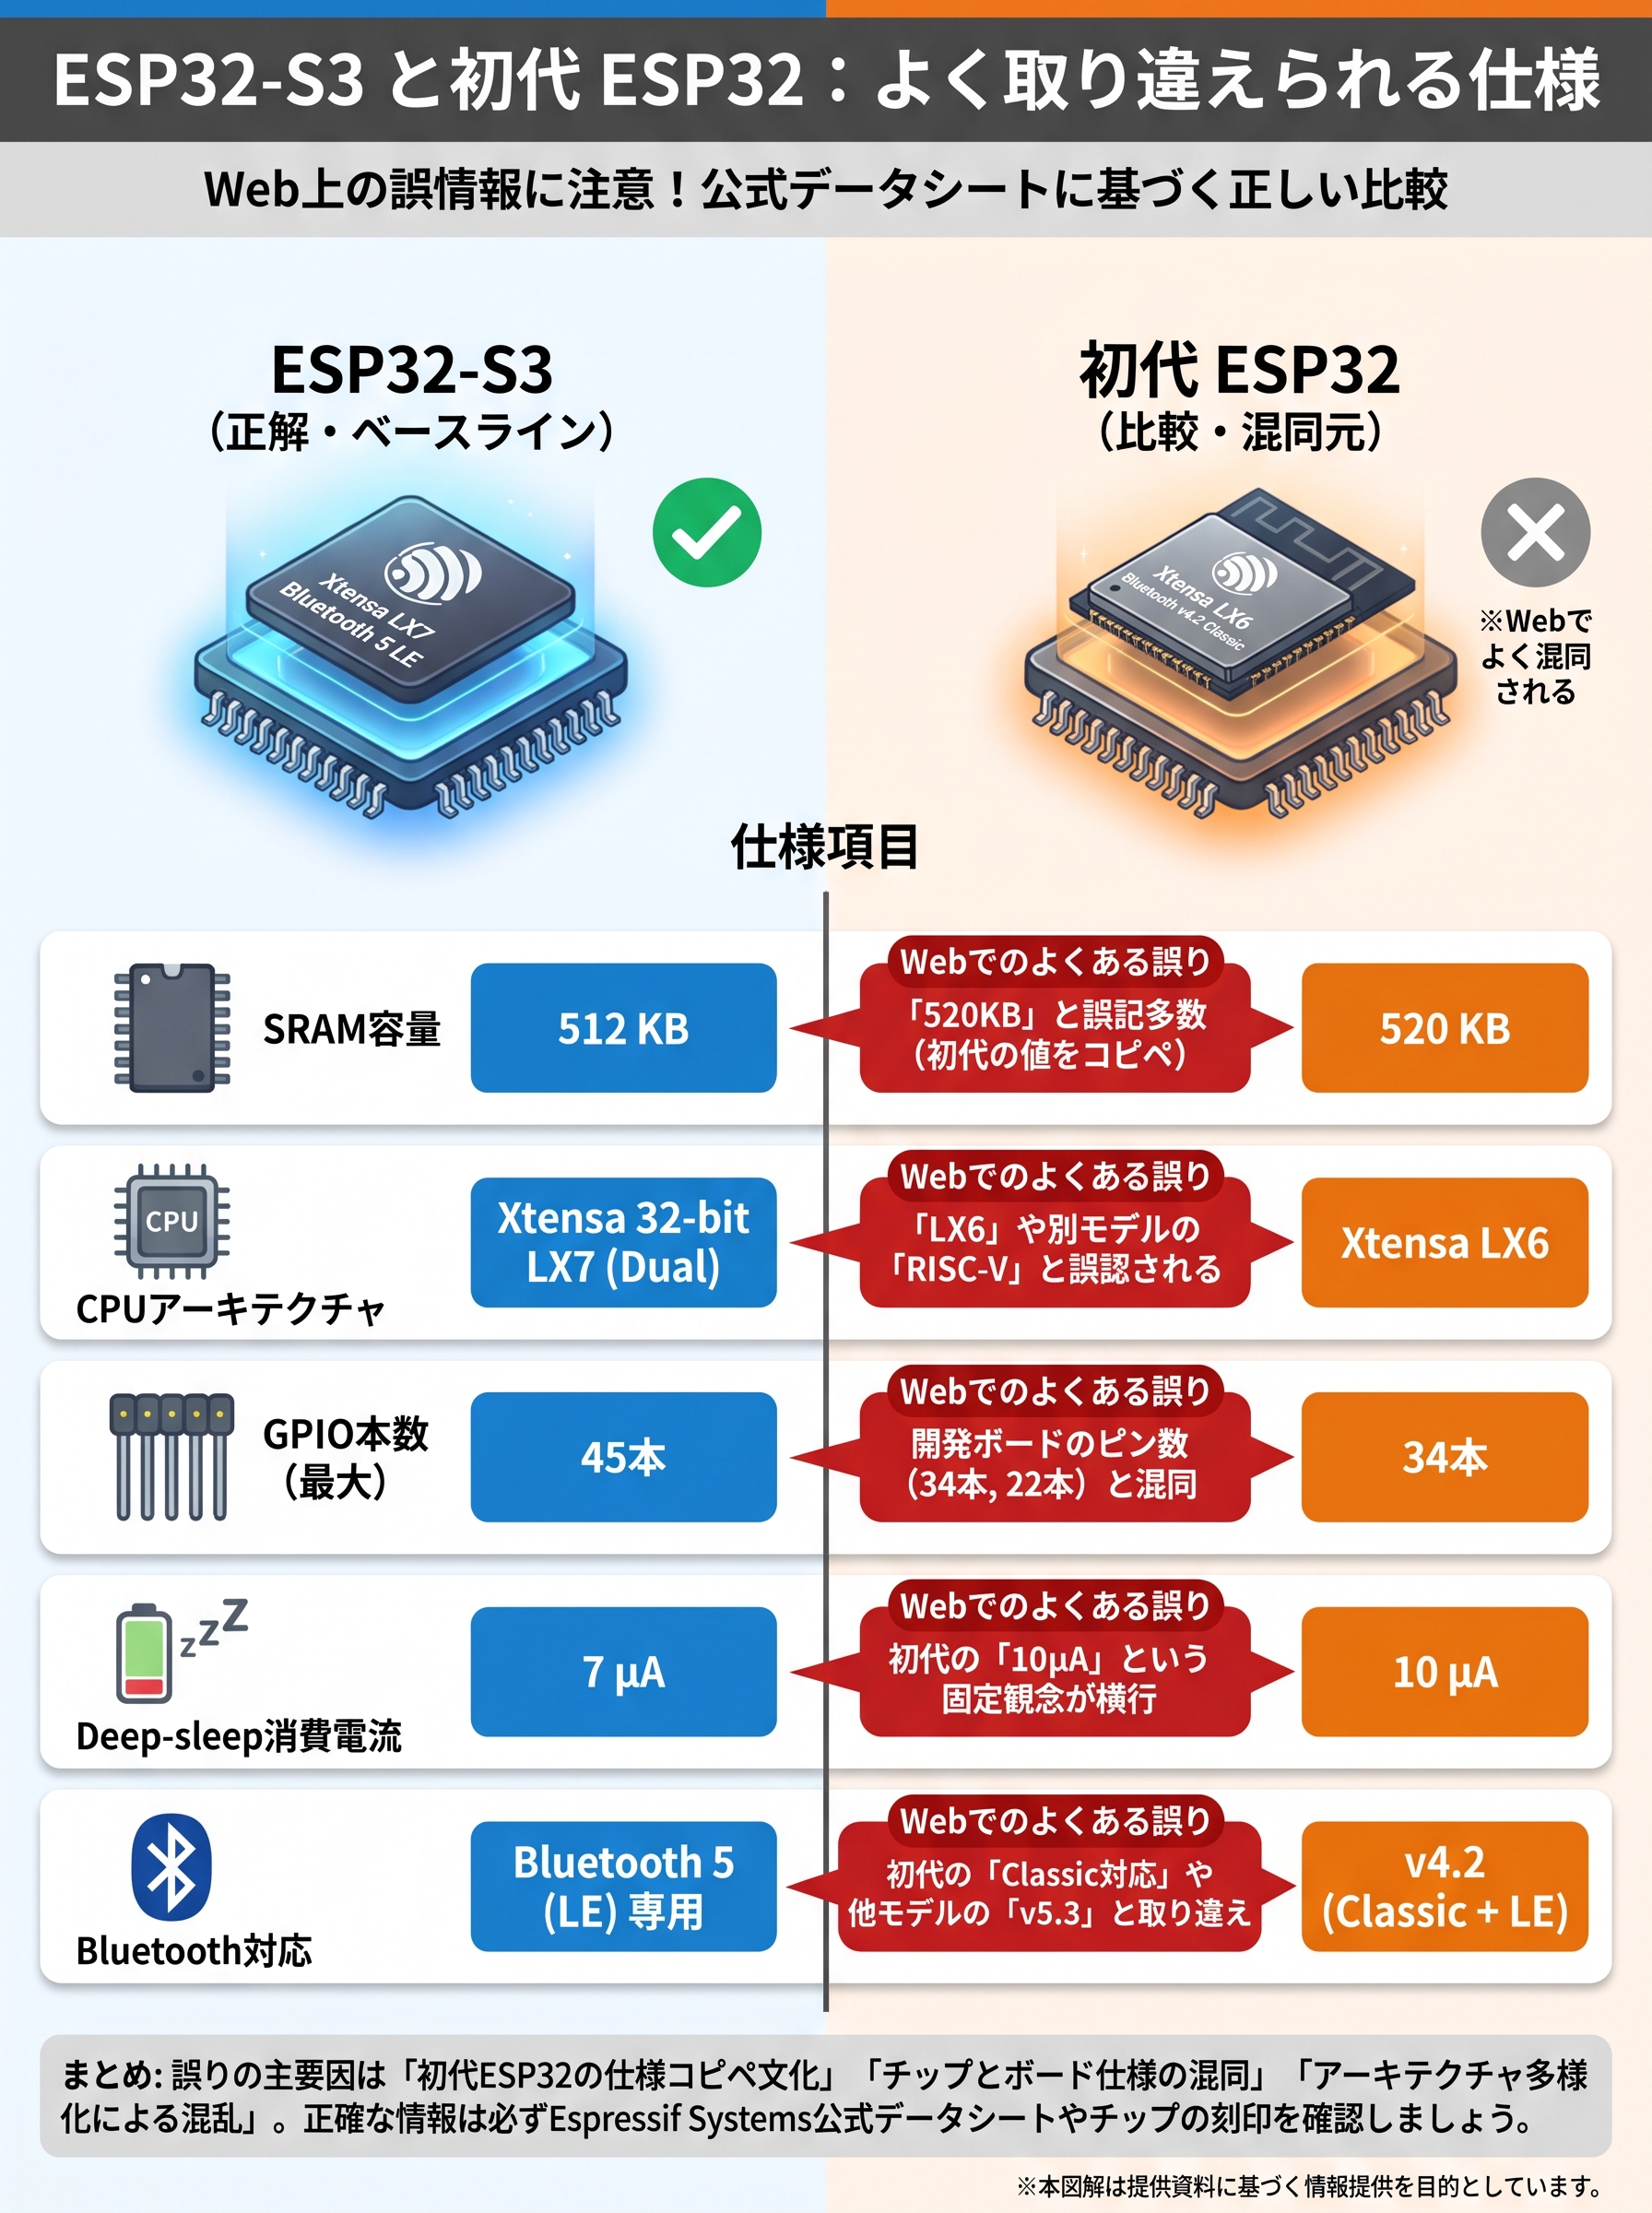 ESP32-S3 と初代 ESP32：よく取り違えられる仕様
Web上の誤情報に注意！公式データシートに基づく正しい比較
ESP32-S3
（正解・ベースライン）
Xtensa LX7
Bluetooth 5 LE
初代 ESP32
（比較・混同元）
Xtensa LX6
Bluetooth v4.2 Classic
※Webで
よく混同
される
仕様項目
SRAM容量
512 KB
Webでのよくある誤り
「520KB」と誤記多数
（初代の値をコピペ）
520 KB
CPU
CPUアーキテクチャ
Xtensa 32-bit
LX7 (Dual)
Webでのよくある誤り
「LX6」や別モデルの
「RISC-V」と誤認される
Xtensa LX6
GPIO本数
（最大）
45本
Webでのよくある誤り
開発ボードのピン数
（34本, 22本）と混同
34本
zzZ
Deep-sleep消費電流
7 μA
Webでのよくある誤り
初代の「10μA」という
固定観念が横行
10 μA
Bluetooth対応
Bluetooth 5
(LE) 専用
Webでのよくある誤り
初代の「Classic対応」や
他モデルの「v5.3」と取り違え
v4.2
(Classic + LE)
まとめ: 誤りの主要因は「初代ESP32の仕様コピペ文化」「チップとボード仕様の混同」「アーキテクチャ多様
化による混乱」。正確な情報は必ずEspressif Systems公式データシートやチップの刻印を確認しましょう。
※本図解は提供資料に基づく情報提供を目的としています。